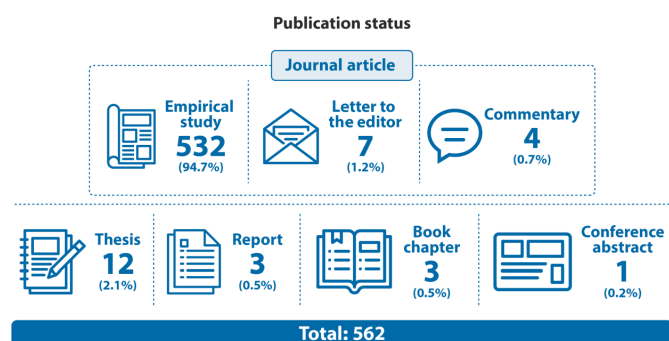 Publication status
Journal article
Empirical
study
532
(94.7%)
Letter to
the editor
7
(1.2%)
Commentary
4
(0.7%)
Thesis
12
(2.1%)
Report
3
(0.5%)
Book
chapter
3
(0.5%)
Conference
abstract
1
(0.2%)
Total: 562